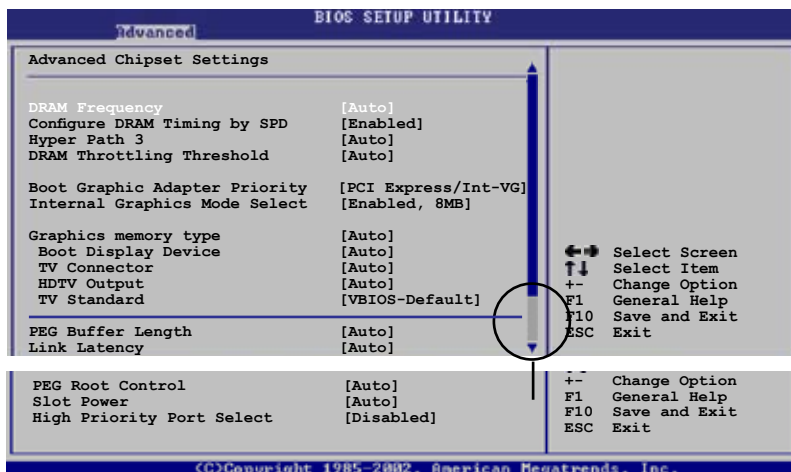 BIOS SETUP UTILITY
Advanced
Advanced Chipset Settings
DRAM Frequency [Auto]
Configure DRAM Timing by SPD [Enabled]
Hyper Path 3 [Auto]
DRAM Throttling Threshold [Auto]
Boot Graphic Adapter Priority [PCI Express/Int-VG]
Internal Graphics Mode Select [Enabled, 8MB]
Graphics memory type [Auto]
Boot Display Device [Auto]
TV Connector [Auto]
HDTV Output [Auto]
TV Standard [VBIOS-Default]
PEG Buffer Length [Auto]
Link Latency [Auto]
Select Screen
Select Item
+- Change Option
F1 General Help
F10 Save and Exit
ESC Exit
PEG Root Control [Auto]
Slot Power [Auto]
High Priority Port Select [Disabled]
+- Change Option
F1 General Help
F10 Save and Exit
ESC Exit
(C)Copyright 1985-2002, American Megatrends, Inc.